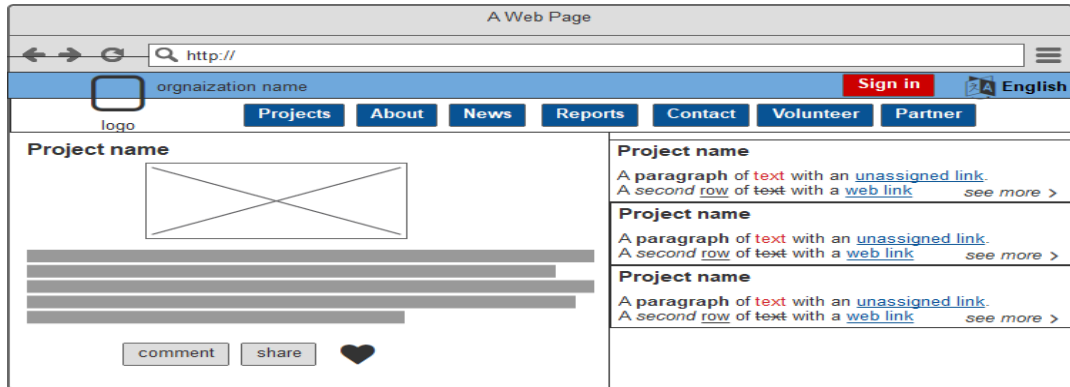 A Web Page
http://
orgnaization name
Sign in
English
logo
Projects About News Reports Contact Volunteer Partner
Project name
comment share
Project name
A paragraph of text with an unassigned link.
A second row of text with a web link see more >
Project name
A paragraph of text with an unassigned link.
A second row of text with a web link see more >
Project name
A paragraph of text with an unassigned link.
A second row of text with a web link see more >